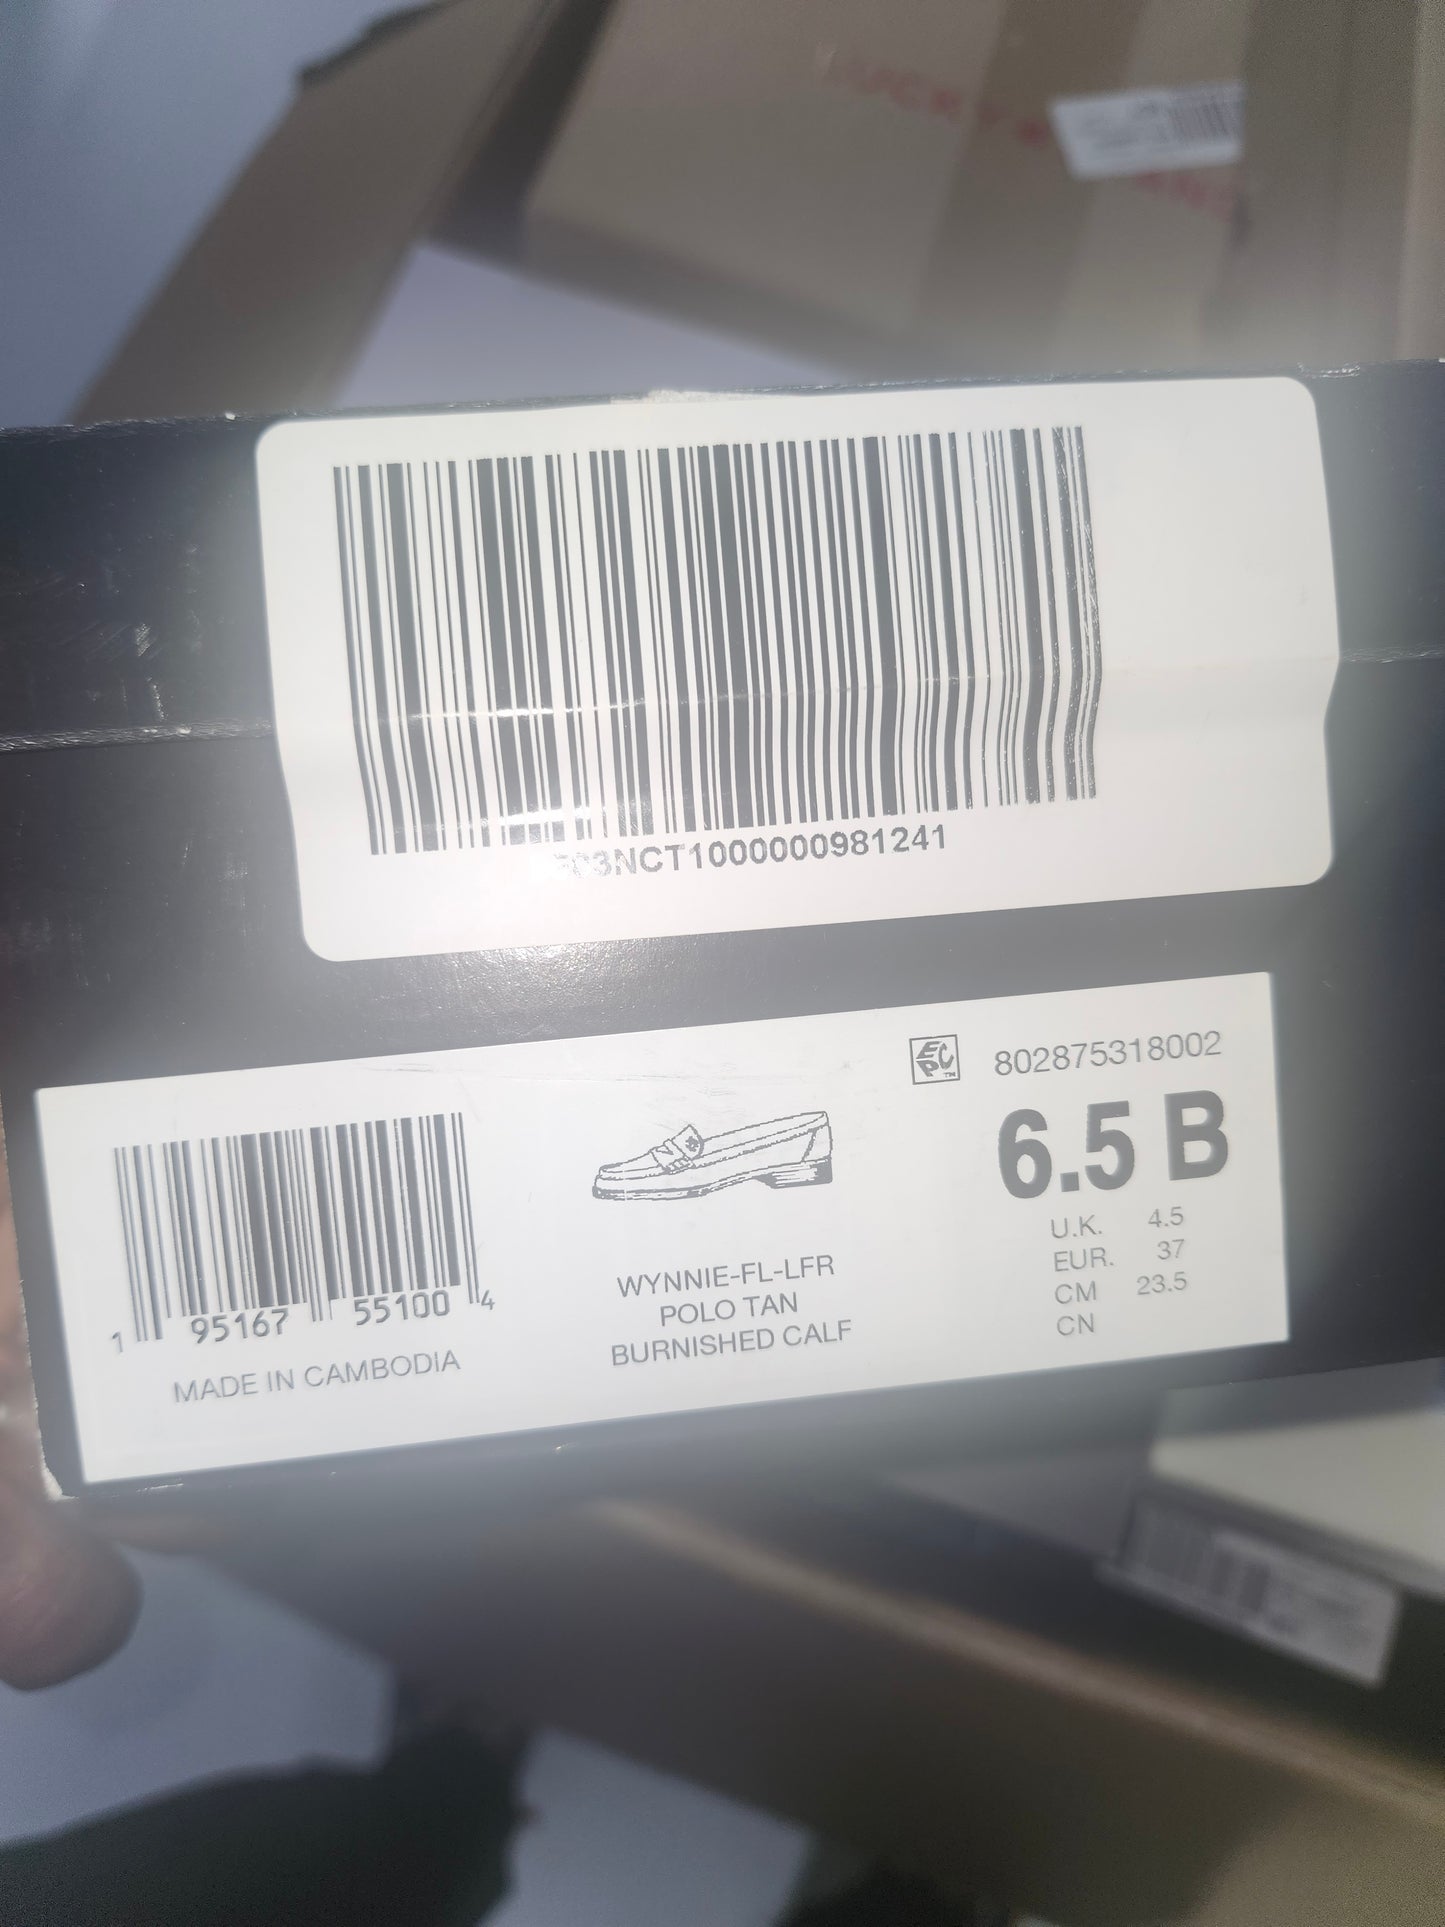 03NCT1000000981241
802875318002
6.5 B
U.K. 4.5
EUR. 37
CM 23.5
CN
WYNNIE-FL-LFR
POLO TAN
BURNISHED CALF
1 95167 55100 4
MADE IN CAMBODIA